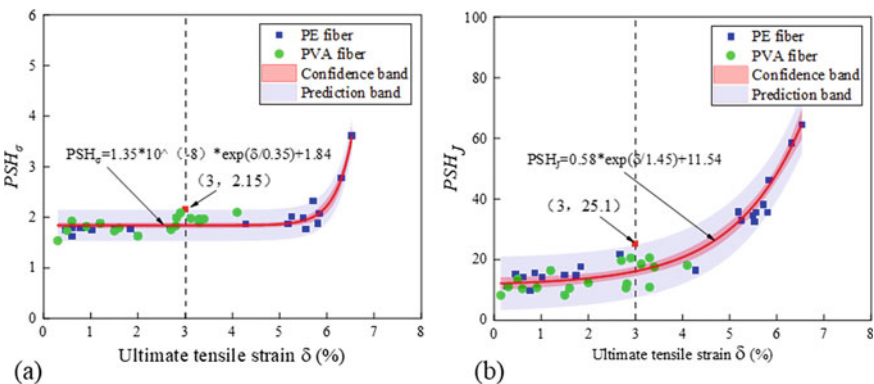 6
5
4
3
2
1
0
PSHσ
PE fiber
PVA fiber
Confidence band
Prediction band
PSHσ=1.35*10^（-8）*exp(δ/0.35)+1.84
（3，2.15）
0 1 2 3 4 5 6 7 8
Ultimate tensile strain δ (%)
(a)
100
80
60
40
20
0
PSHJ
PE fiber
PVA fiber
Confidence band
Prediction band
PSHJ=0.58*exp(δ/1.45)+11.54
（3，25.1）
0 1 2 3 4 5 6 7 8
Ultimate tensile strain δ (%)
(b)